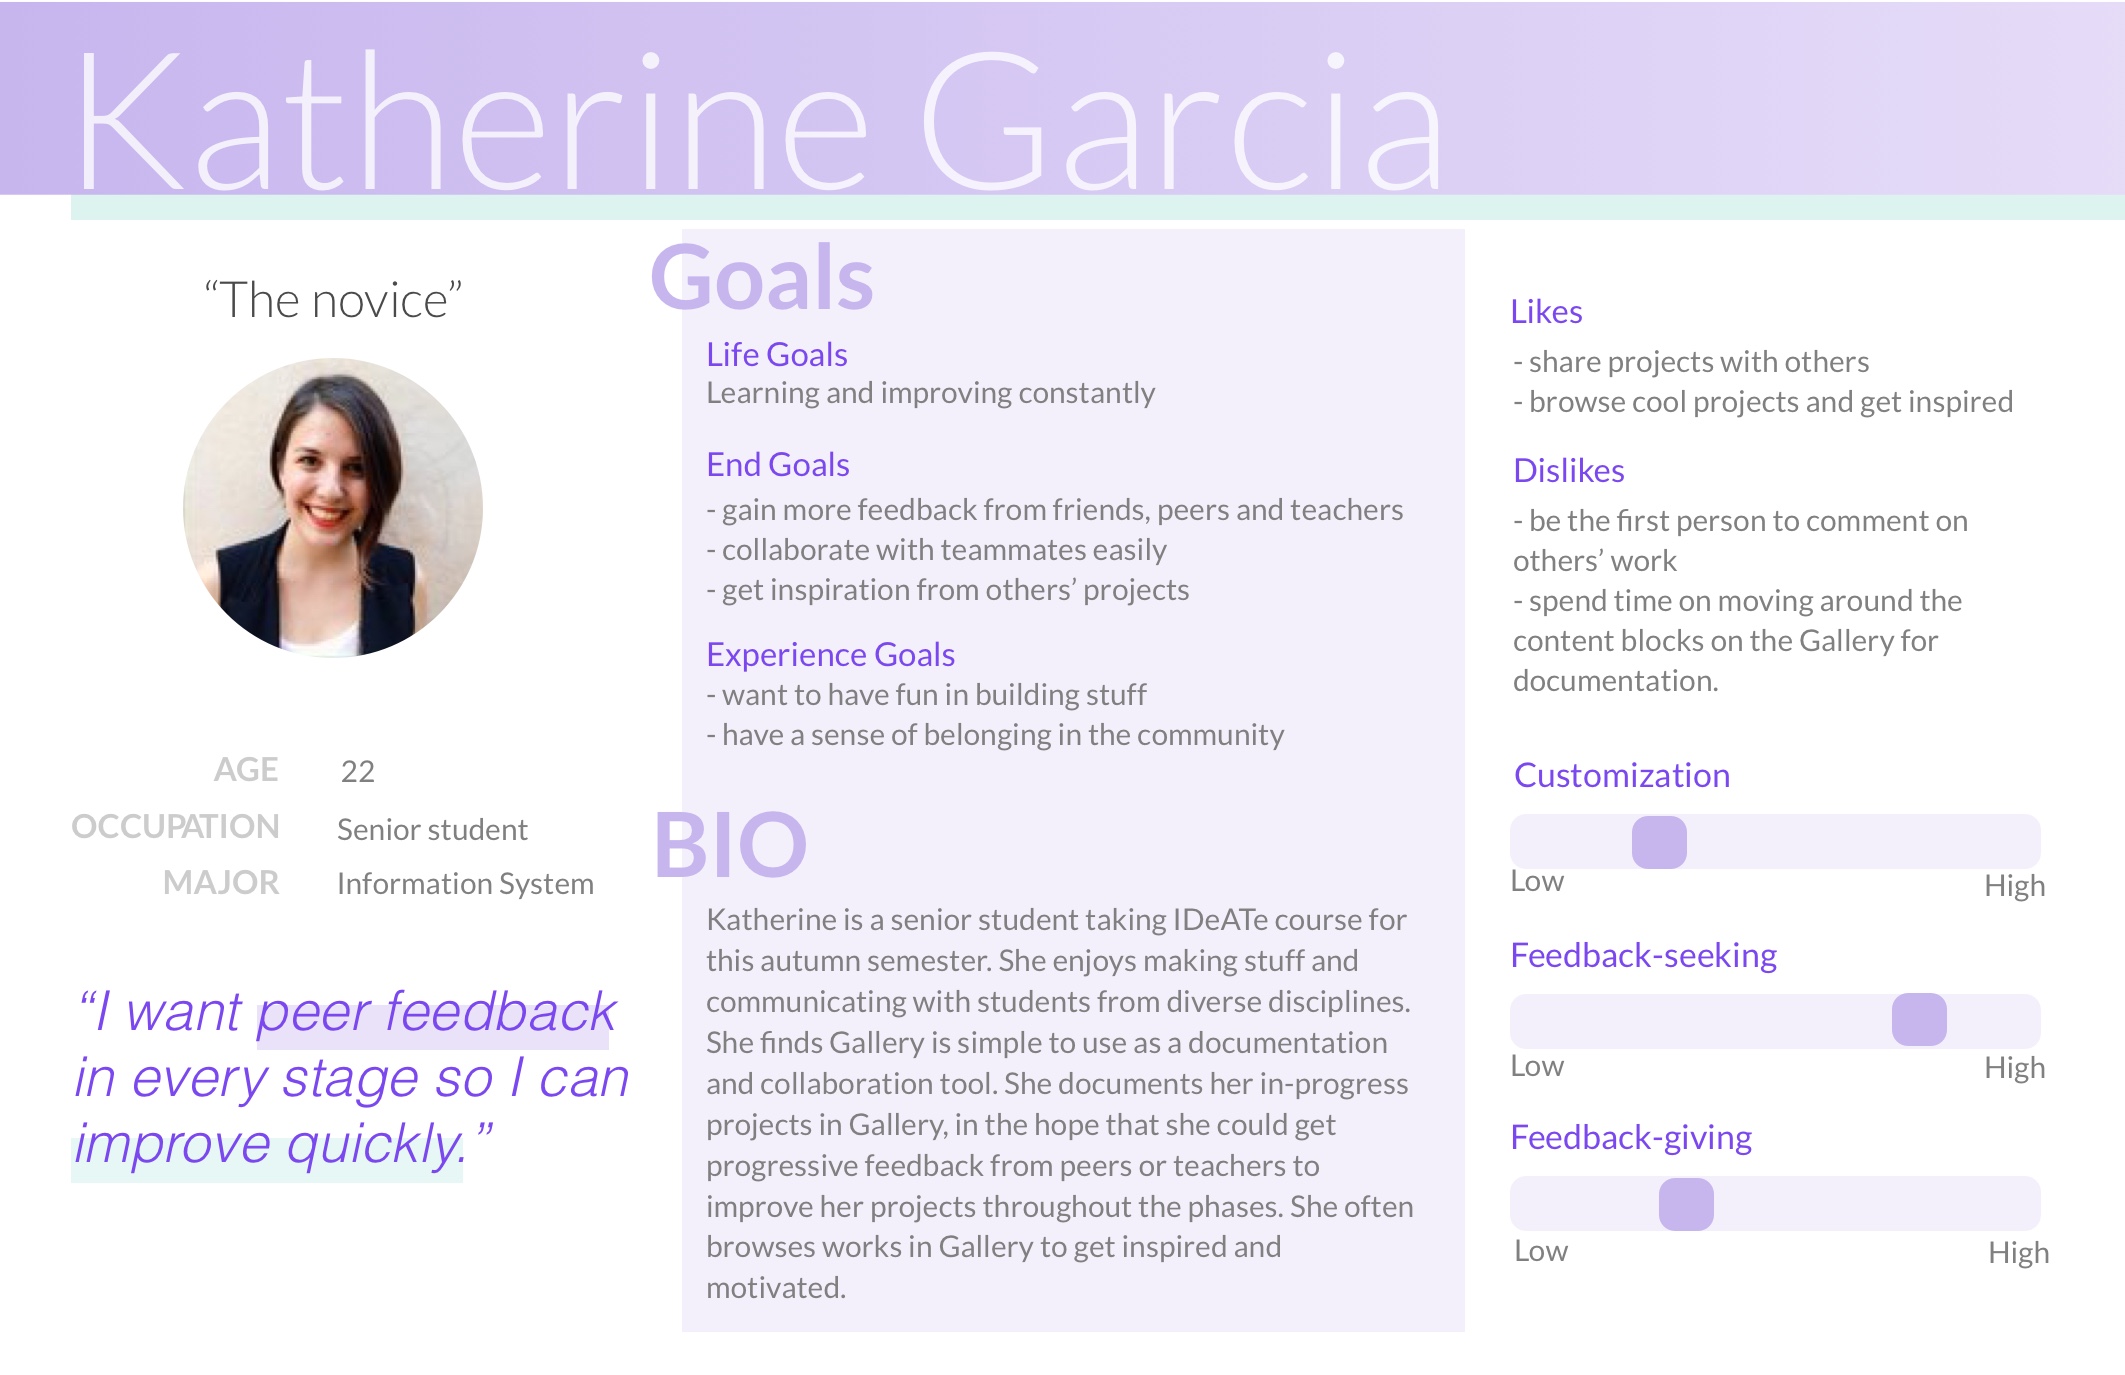 Katherine Garcia
“The novice”
AGE 22
OCCUPATION Senior student
MAJOR Information System
“I want peer feedback
in every stage so I can
improve quickly.”
Goals
Life Goals
Learning and improving constantly
End Goals
- gain more feedback from friends, peers and teachers
- collaborate with teammates easily
- get inspiration from others’ projects
Experience Goals
- want to have fun in building stuff
- have a sense of belonging in the community
BIO
Katherine is a senior student taking IDeATe course for
this autumn semester. She enjoys making stuff and
communicating with students from diverse disciplines.
She finds Gallery is simple to use as a documentation
and collaboration tool. She documents her in-progress
projects in Gallery, in the hope that she could get
progressive feedback from peers or teachers to
improve her projects throughout the phases. She often
browses works in Gallery to get inspired and
motivated.
Likes
- share projects with others
- browse cool projects and get inspired
Dislikes
- be the first person to comment on
others’ work
- spend time on moving around the
content blocks on the Gallery for
documentation.
Customization
Low High
Feedback-seeking
Low High
Feedback-giving
Low High